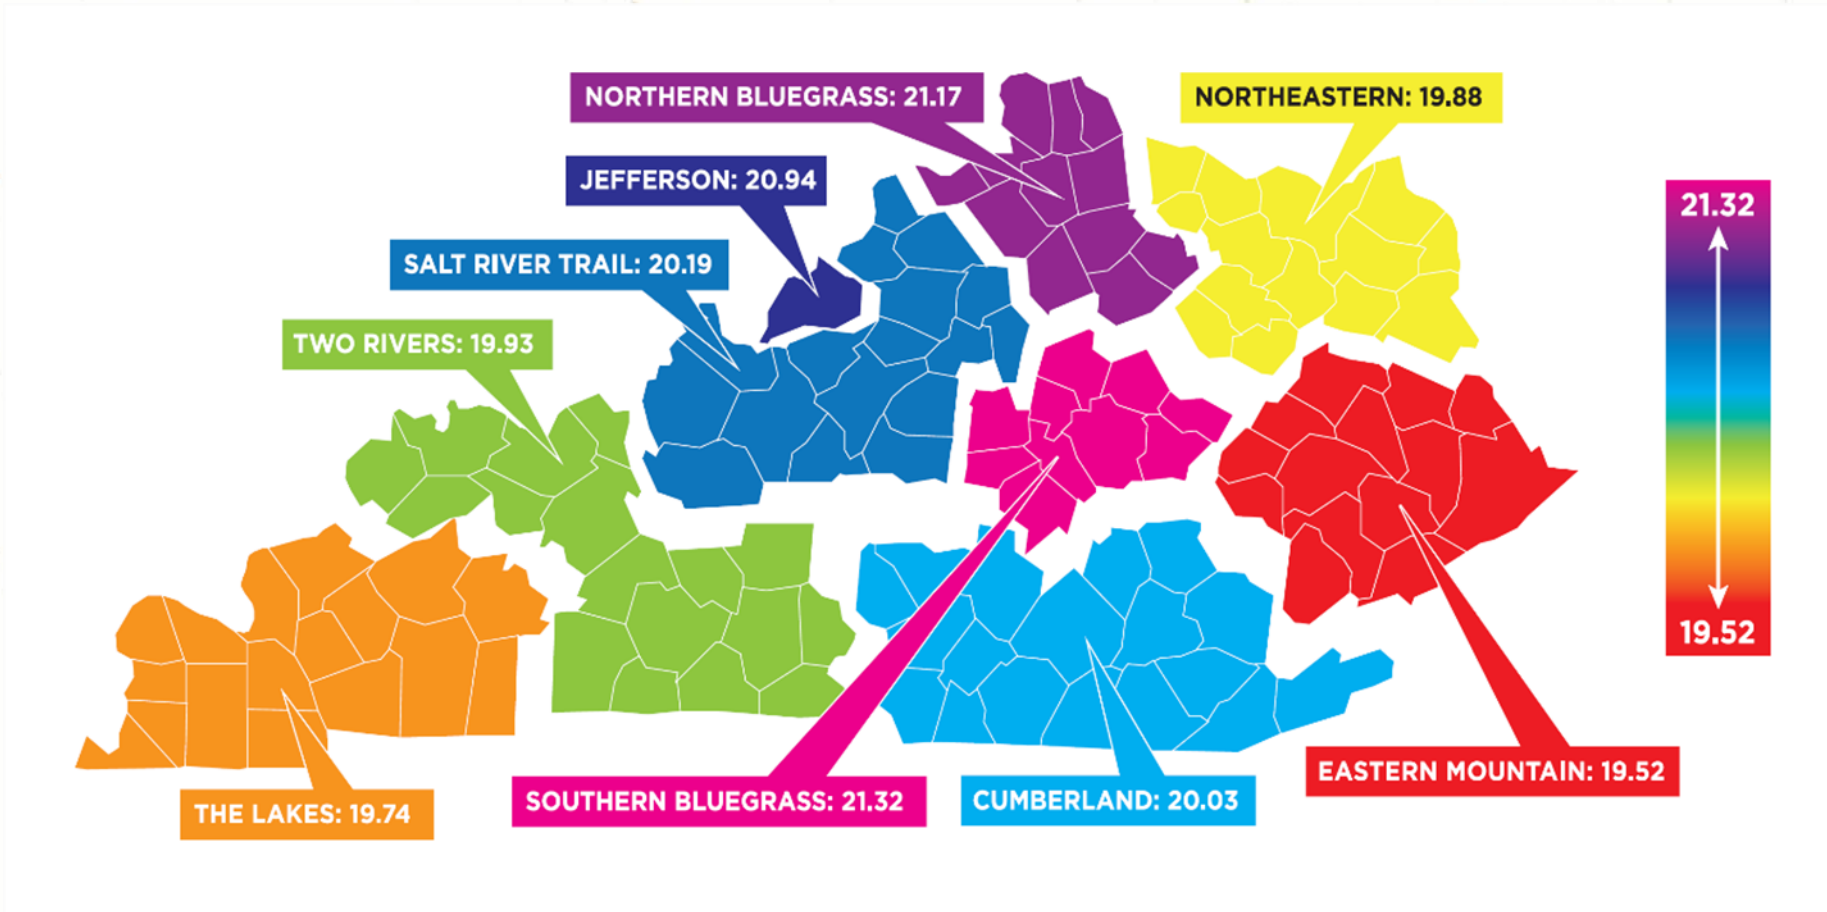 NORTHERN BLUEGRASS: 21.17
NORTHEASTERN: 19.88
JEFFERSON: 20.94
21.32
SALT RIVER TRAIL: 20.19
TWO RIVERS: 19.93
19.52
EASTERN MOUNTAIN: 19.52
SOUTHERN BLUEGRASS: 21.32
CUMBERLAND: 20.03
THE LAKES: 19.74